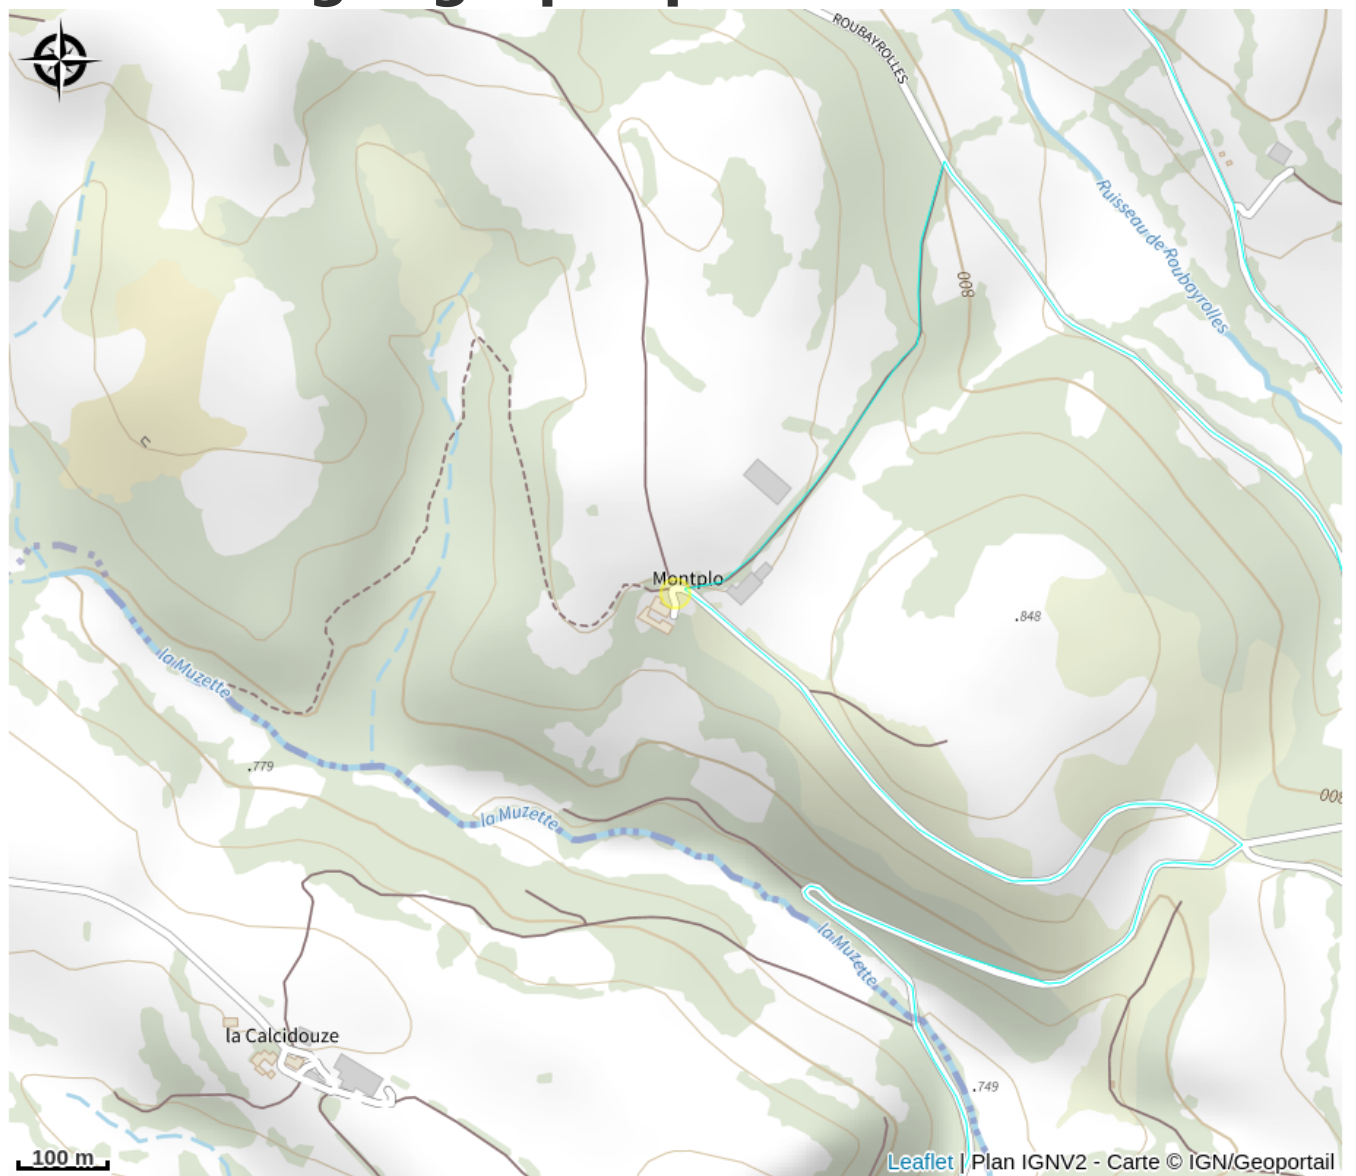 ROUBAYROLLES
Ruisseau de Roubayrolles
800
Montplo
.848
la Muzette
.779
800
la Muzette
la Muzette
la Calcidouze
.749
100 m
Leaflet | Plan IGNV2 - Carte © IGN/Geoportail